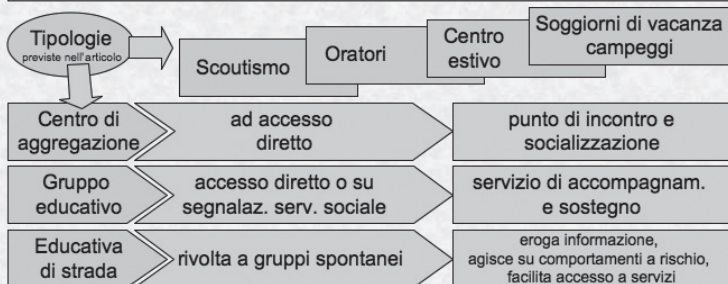 Tipologie
previste nell'articolo
Scoutismo
Oratori
Centro
estivo
Soggiorni di vacanza
campeggi
Centro di
aggregazione
ad accesso
diretto
punto di incontro e
socializzazione
Gruppo
educativo
accesso diretto o su
segnalaz. serv. sociale
servizio di accompagnam.
e sostegno
Educativa
di strada
rivolta a gruppi spontanei
eroga informazione,
agisce su comportamenti a rischio,
facilita accesso a servizi